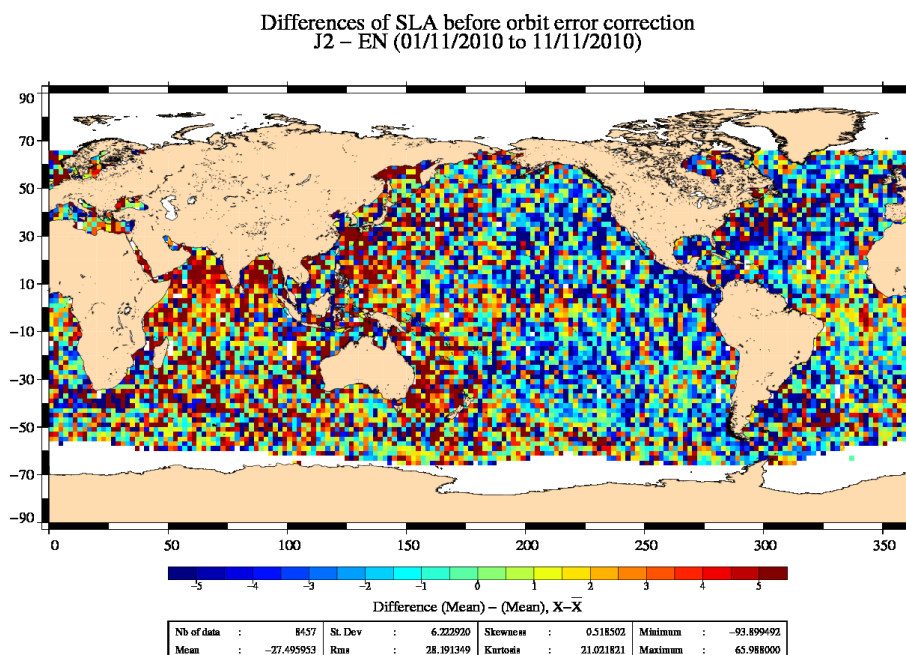 Differences of SLA before orbit error correction
J2 − EN (01/11/2010 to 11/11/2010)
90
70
50
30
10
−10
−30
−50
−70
−90
0 50 100 150 200 250 300 350
−5 −4 −3 −2 −1 0 1 2 3 4 5
Difference (Mean) − (Mean), X−X̅
Nb of data : 8457 St. Dev : 6.222920 Skewness : 0.518502 Minimum : −93.899492
Mean : −27.495953 Rms : 28.191349 Kurtosis : 21.021821 Maximum : 65.988000